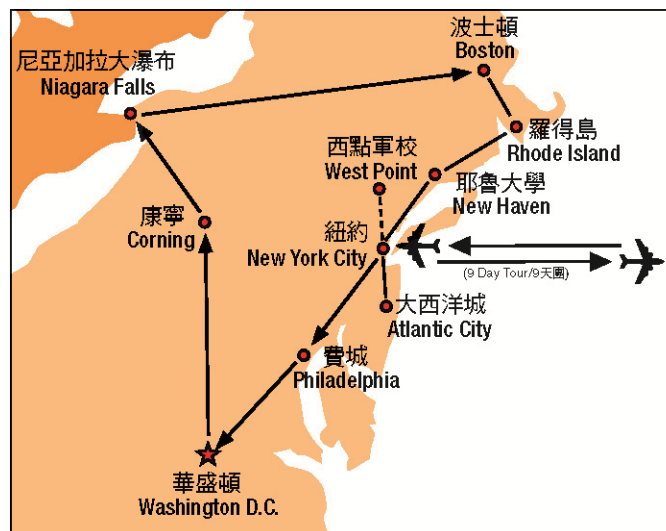 波士頓
Boston
尼亞加拉大瀑布
Niagara Falls
羅得島
Rhode Island
西點軍校
West Point
耶魯大學
New Haven
康寧
Corning
紐約
New York City
(9 Day Tour/9天團)
大西洋城
Atlantic City
費城
Philadelphia
華盛頓
Washington D.C.